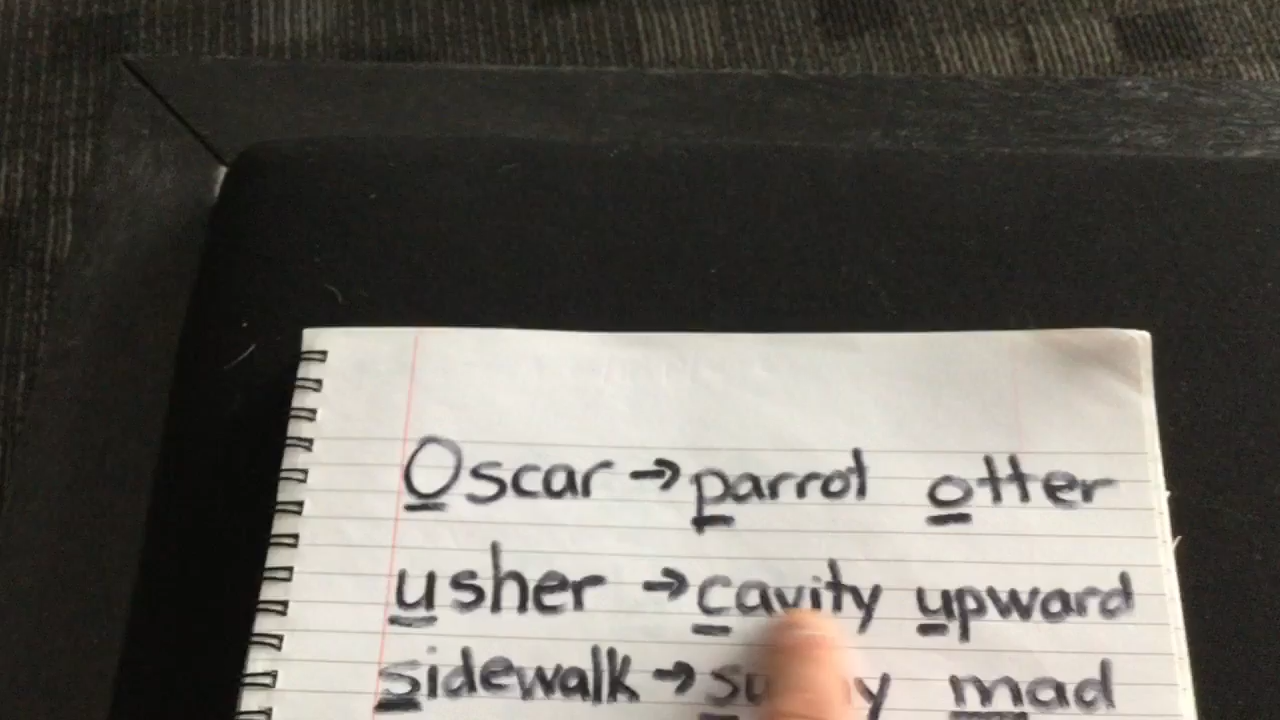 Oscar → parrot otter
usher → cavity upward
sidewalk → mad